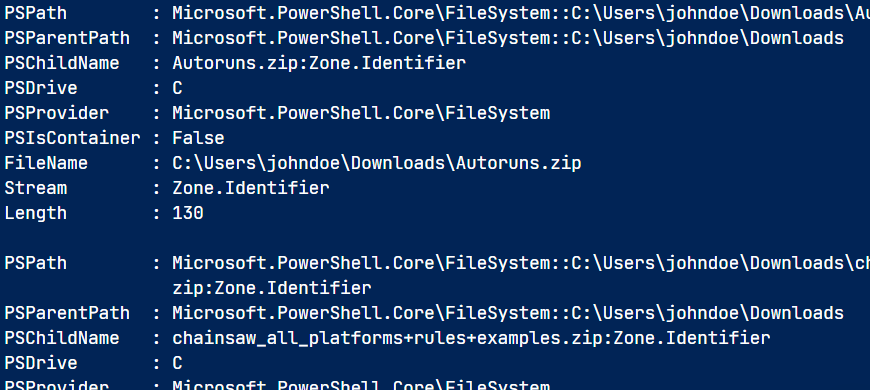 PSPath        : Microsoft.PowerShell.Core\FileSystem::C:\Users\johndoe\Downloads\Au
PSParentPath  : Microsoft.PowerShell.Core\FileSystem::C:\Users\johndoe\Downloads
PSChildName   : Autoruns.zip:Zone.Identifier
PSDrive       : C
PSProvider    : Microsoft.PowerShell.Core\FileSystem
PSIsContainer : False
FileName      : C:\Users\johndoe\Downloads\Autoruns.zip
Stream        : Zone.Identifier
Length        : 130
PSPath        : Microsoft.PowerShell.Core\FileSystem::C:\Users\johndoe\Downloads\ch
                zip:Zone.Identifier
PSParentPath  : Microsoft.PowerShell.Core\FileSystem::C:\Users\johndoe\Downloads
PSChildName   : chainsaw_all_platforms+rules+examples.zip:Zone.Identifier
PSDrive       : C
PSProvider    : Microsoft.PowerShell.Core\FileSystem